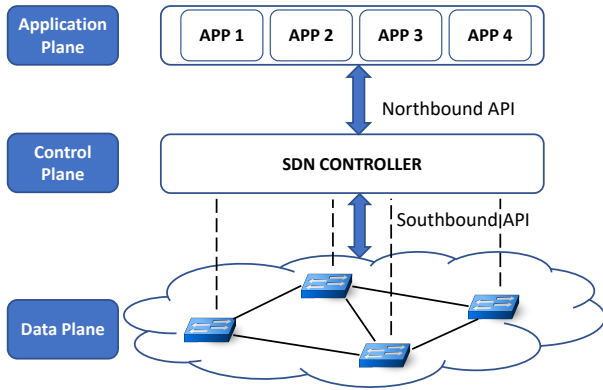 Application
Plane
APP 1
APP 2
APP 3
APP 4
Northbound API
Control
Plane
SDN CONTROLLER
Southbound API
Data Plane